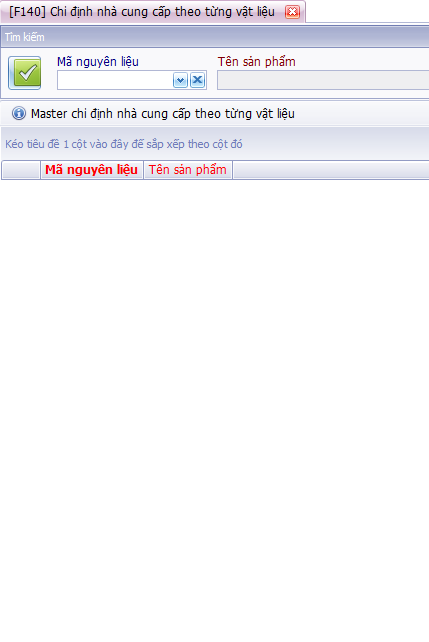 [F140] Chỉ định nhà cung cấp theo từng vật liệu
Tìm kiếm
Mã nguyên liệu Tên sản phẩm
Master chỉ định nhà cung cấp theo từng vật liệu
Kéo tiêu đề 1 cột vào đây để sắp xếp theo cột đó
Mã nguyên liệu Tên sản phẩm